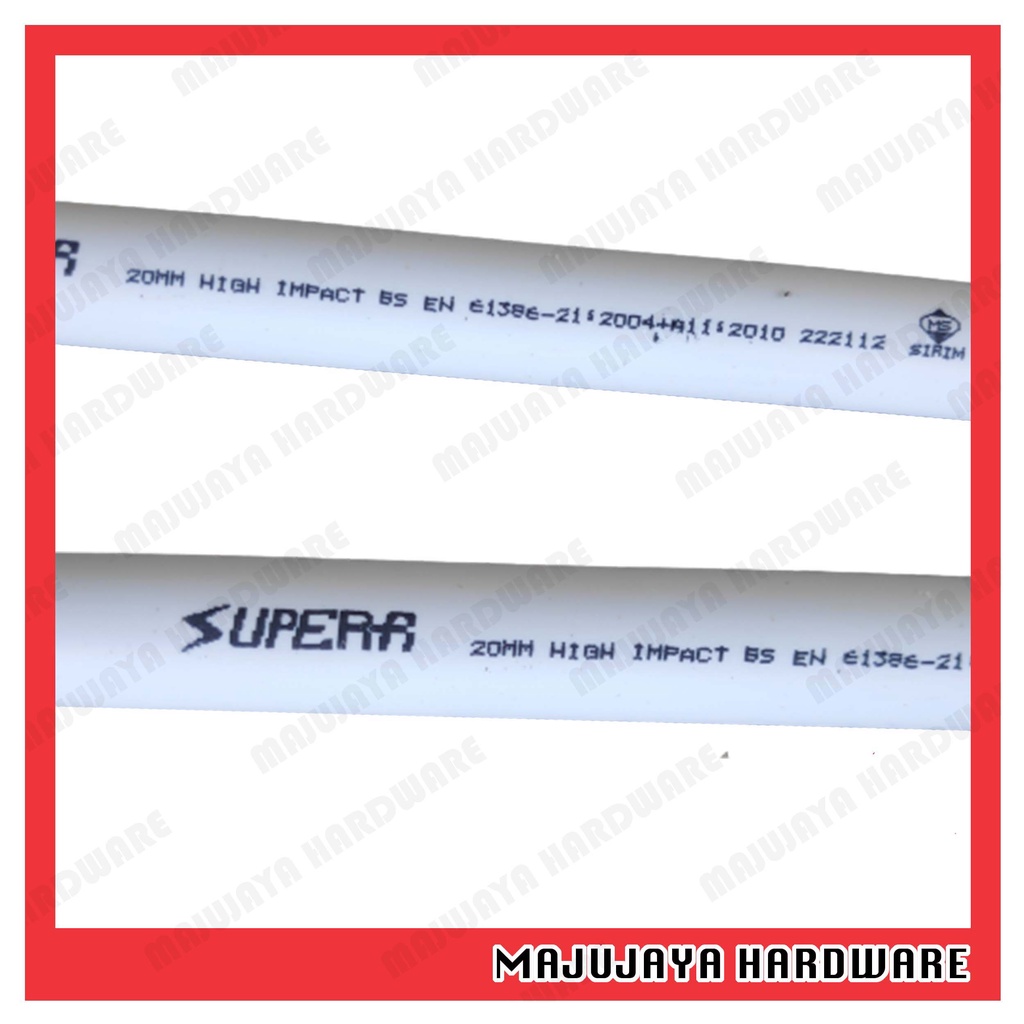 20MM HIGH IMPACT BS EN 61386-21:2004+A11:2010 222112
MS
SIRIM
SUPERA
20MM HIGH IMPACT BS EN 61386-21
MAJUJAYA HARDWARE